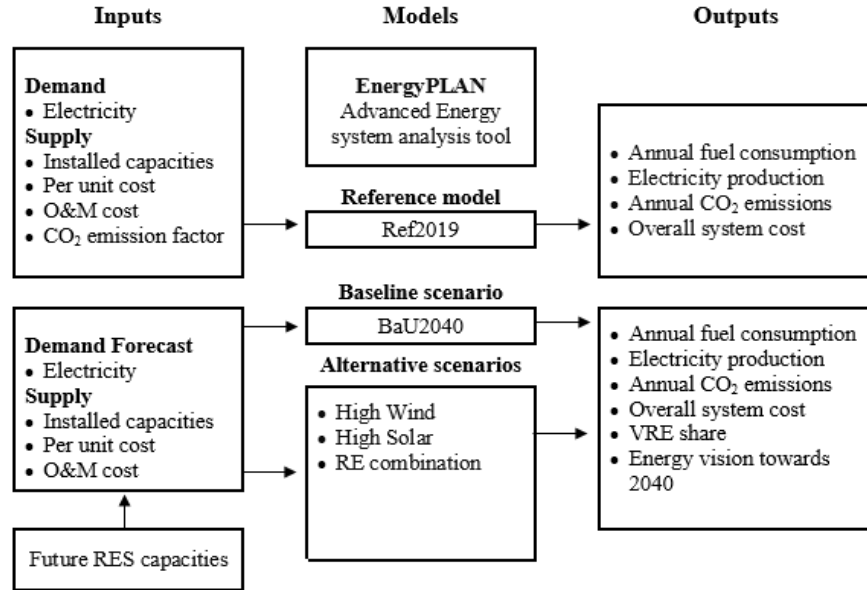 Inputs
Models
Outputs
Demand
• Electricity
Supply
• Installed capacities
• Per unit cost
• O&M cost
• CO₂ emission factor
EnergyPLAN
Advanced Energy
system analysis tool
Reference model
Ref2019
• Annual fuel consumption
• Electricity production
• Annual CO₂ emissions
• Overall system cost
Demand Forecast
• Electricity
Supply
• Installed capacities
• Per unit cost
• O&M cost
Future RES capacities
Baseline scenario
BaU2040
Alternative scenarios
• High Wind
• High Solar
• RE combination
• Annual fuel consumption
• Electricity production
• Annual CO₂ emissions
• Overall system cost
• VRE share
• Energy vision towards
2040